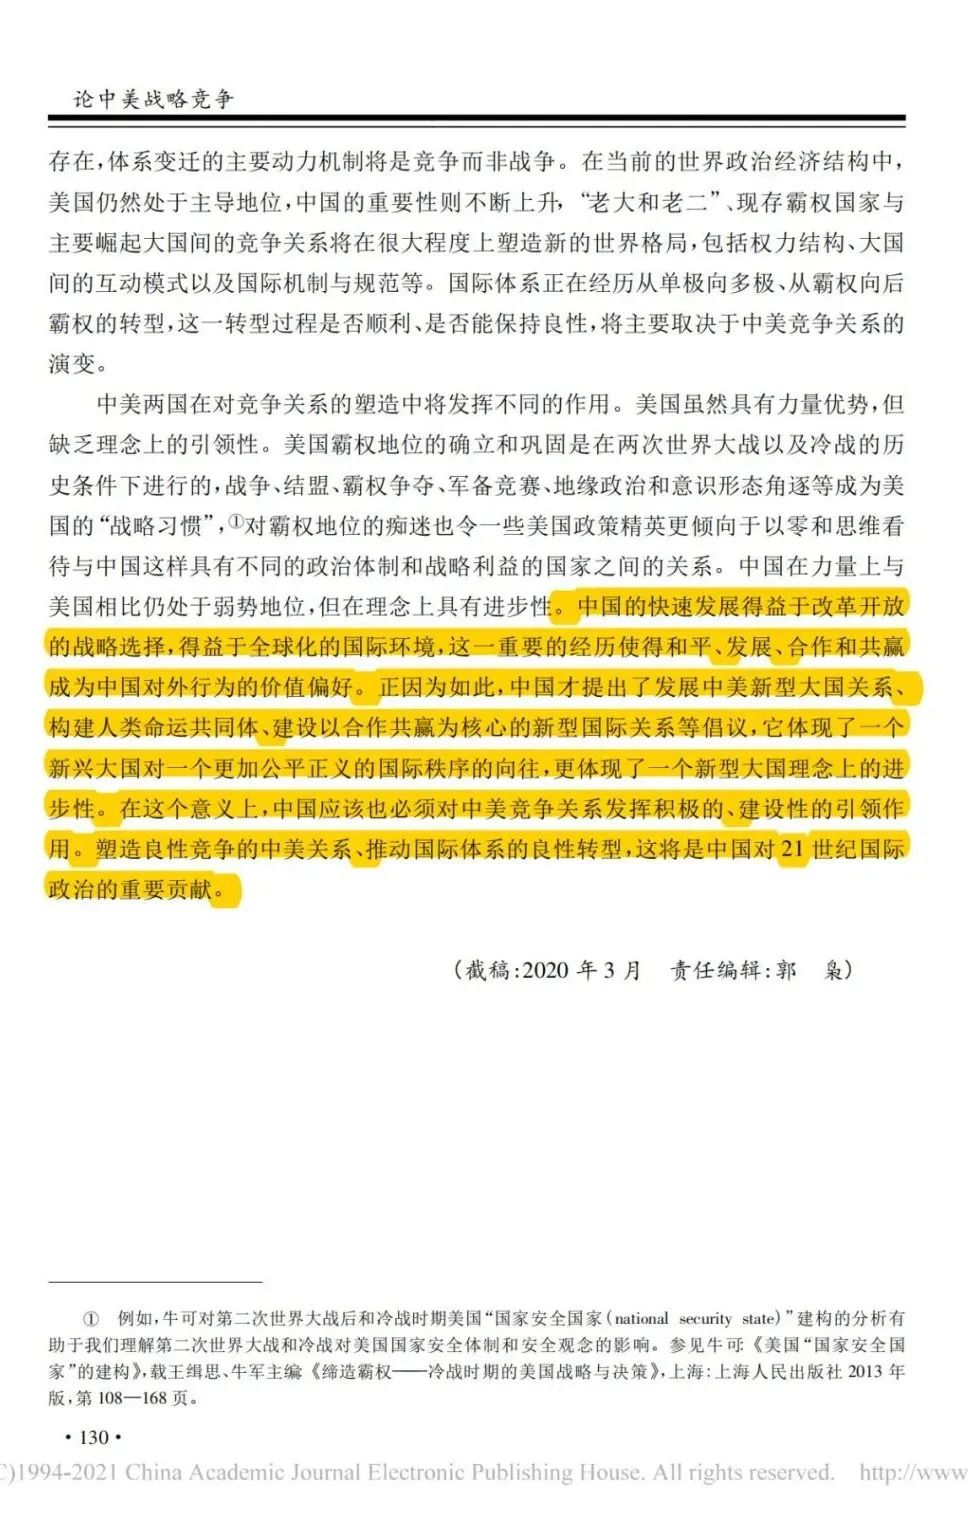 论中美战略竞争
存在,体系变迁的主要动力机制将是竞争而非战争。在当前的世界政治经济结构中,
美国仍然处于主导地位,中国的重要性则不断上升,“老大和老二”、现存霸权国家与
主要崛起大国间的竞争关系将在很大程度上塑造新的世界格局,包括权力结构、大国
间的互动模式以及国际机制与规范等。国际体系正在经历从单极向多极、从霸权向后
霸权的转型,这一转型过程是否顺利、是否能保持良性,将主要取决于中美竞争关系的
演变。
中美两国在对竞争关系的塑造中将发挥不同的作用。美国虽然具有力量优势,但
缺乏理念上的引领性。美国霸权地位的确立和巩固是在两次世界大战以及冷战的历
史条件下进行的,战争、结盟、霸权争夺、军备竞赛、地缘政治和意识形态角逐等成为美
国的“战略习惯”,①对霸权地位的痴迷也令一些美国政策精英更倾向于以零和思维看
待与中国这样具有不同的政治体制和战略利益的国家之间的关系。中国在力量上与
美国相比仍处于弱势地位,但在理念上具有进步性。中国的快速发展得益于改革开放
的战略选择,得益于全球化的国际环境,这一重要的经历使得和平、发展、合作和共赢
成为中国对外行为的价值偏好。正因为如此,中国才提出了发展中美新型大国关系、
构建人类命运共同体、建设以合作共赢为核心的新型国际关系等倡议,它体现了一个
新兴大国对一个更加公平正义的国际秩序的向往,更体现了一个新型大国理念上的进
步性。在这个意义上,中国应该也必须对中美竞争关系发挥积极的、建设性的引领作
用。塑造良性竞争的中美关系、推动国际体系的良性转型,这将是中国对21世纪国际
政治的重要贡献。
(截稿:2020年3月 责任编辑:郭 枭)
① 例如,牛可对第二次世界大战后和冷战时期美国“国家安全国家(national security state)”建构的分析有
助于我们理解第二次世界大战和冷战对美国国家安全体制和安全观念的影响。参见牛可:《美国“国家安全国
家”的建构》,载王缉思、牛军主编:《缔造霸权——冷战时期的美国战略与决策》,上海:上海人民出版社2013年
版,第108—168页。
·130·
C)1994-2021 China Academic Journal Electronic Publishing House. All rights reserved. http://www